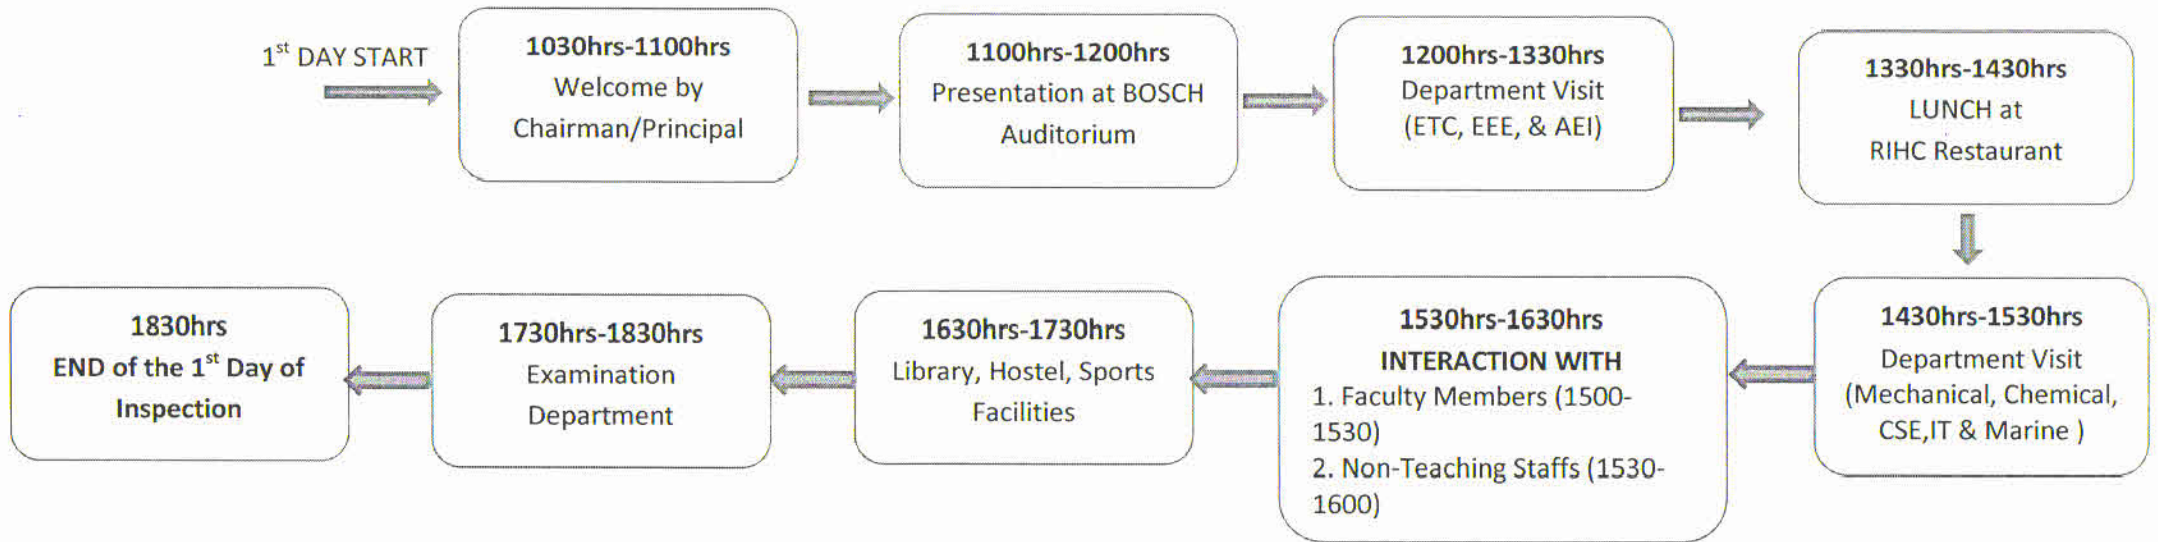 1st DAY START
1030hrs-1100hrs
Welcome by
Chairman/Principal
1100hrs-1200hrs
Presentation at BOSCH
Auditorium
1200hrs-1330hrs
Department Visit
(ETC, EEE, & AEI)
1330hrs-1430hrs
LUNCH at
RIHC Restaurant
1430hrs-1530hrs
Department Visit
(Mechanical, Chemical,
CSE,IT & Marine )
1530hrs-1630hrs
INTERACTION WITH
1. Faculty Members (1500-
1530)
2. Non-Teaching Staffs (1530-
1600)
1630hrs-1730hrs
Library, Hostel, Sports
Facilities
1730hrs-1830hrs
Examination
Department
1830hrs
END of the 1st Day of
Inspection